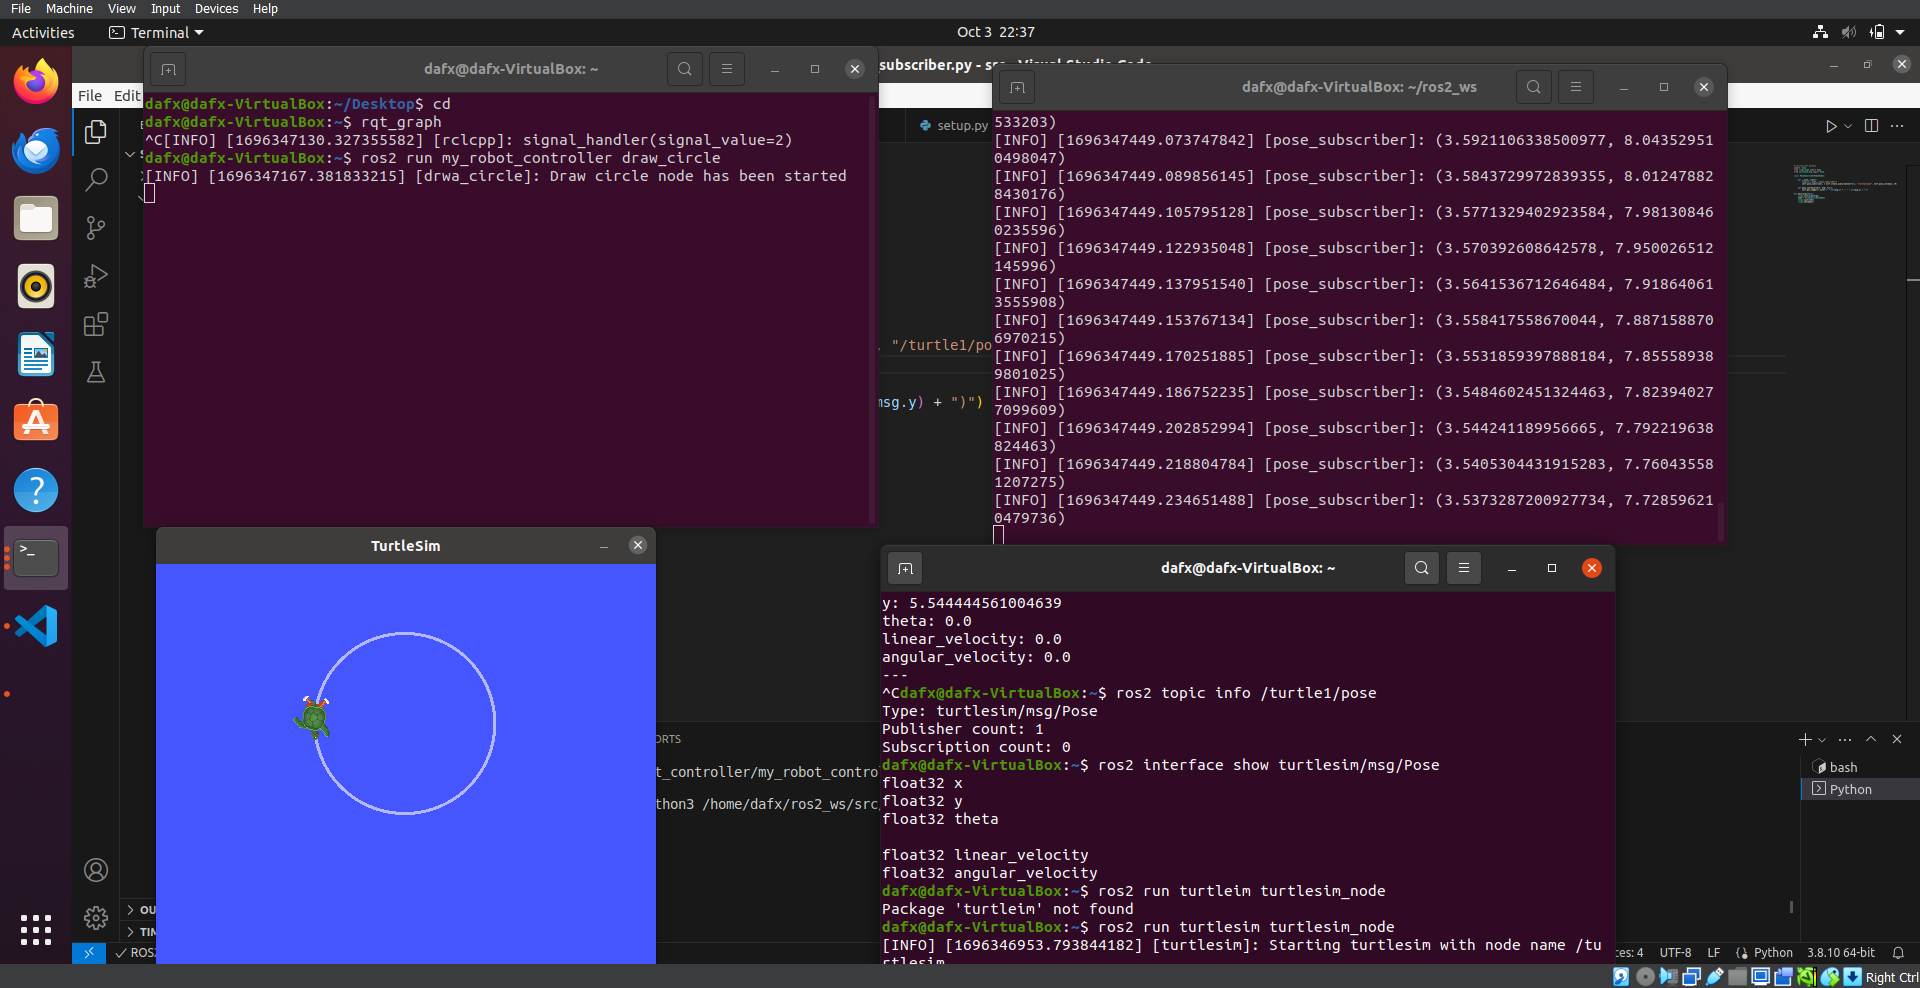 File Machine View Input Devices Help
Activities Terminal Oct 3 22:37
dafx@dafx-VirtualBox: ~
subscriber.py - src - Visual Studio Code
File Edit
setup.py
dafx@dafx-VirtualBox:~/Desktop$ cd
dafx@dafx-VirtualBox:~$ rqt_graph
^C[INFO] [1696347130.327355582] [rclcpp]: signal_handler(signal_value=2)
dafx@dafx-VirtualBox:~$ ros2 run my_robot_controller draw_circle
[INFO] [1696347167.381833215] [drwa_circle]: Draw circle node has been started
"/turtle1/po
msg.y) + ")")
dafx@dafx-VirtualBox: ~/ros2_ws
533203)
[INFO] [1696347449.073747842] [pose_subscriber]: (3.5921106338500977, 8.04352951
0498047)
[INFO] [1696347449.089856145] [pose_subscriber]: (3.5843729972839355, 8.01247882
8430176)
[INFO] [1696347449.105795128] [pose_subscriber]: (3.5771329402923584, 7.98130846
0235596)
[INFO] [1696347449.122935048] [pose_subscriber]: (3.570392608642578, 7.950026512
145996)
[INFO] [1696347449.137951540] [pose_subscriber]: (3.5641536712646484, 7.91864061
3555908)
[INFO] [1696347449.153767134] [pose_subscriber]: (3.558417558670044, 7.887158870
6970215)
[INFO] [1696347449.170251885] [pose_subscriber]: (3.5531859397888184, 7.85558938
9801025)
[INFO] [1696347449.186752235] [pose_subscriber]: (3.5484602451324463, 7.82394027
7099609)
[INFO] [1696347449.202852994] [pose_subscriber]: (3.544241189956665, 7.792219638
824463)
[INFO] [1696347449.218804784] [pose_subscriber]: (3.5405304431915283, 7.76043558
1207275)
[INFO] [1696347449.234651488] [pose_subscriber]: (3.5373287200927734, 7.72859621
0479736)
TurtleSim
dafx@dafx-VirtualBox: ~
y: 5.544444561004639
theta: 0.0
linear_velocity: 0.0
angular_velocity: 0.0
---
^Cdafx@dafx-VirtualBox:~$ ros2 topic info /turtle1/pose
Type: turtlesim/msg/Pose
Publisher count: 1
Subscription count: 0
dafx@dafx-VirtualBox:~$ ros2 interface show turtlesim/msg/Pose
float32 x
float32 y
float32 theta
float32 linear_velocity
float32 angular_velocity
dafx@dafx-VirtualBox:~$ ros2 run turtleim turtlesim_node
Package 'turtleim' not found
dafx@dafx-VirtualBox:~$ ros2 run turtlesim turtlesim_node
[INFO] [1696346953.793844182] [turtlesim]: Starting turtlesim with node name /tu
rtlesim
ORTS
t_controller/my_robot_contro
thon3 /home/dafx/ros2_ws/src/
bash
Python
OU
TIN
ROS2
ces: 4 UTF-8 LF Python 3.8.10 64-bit
Right Ctrl